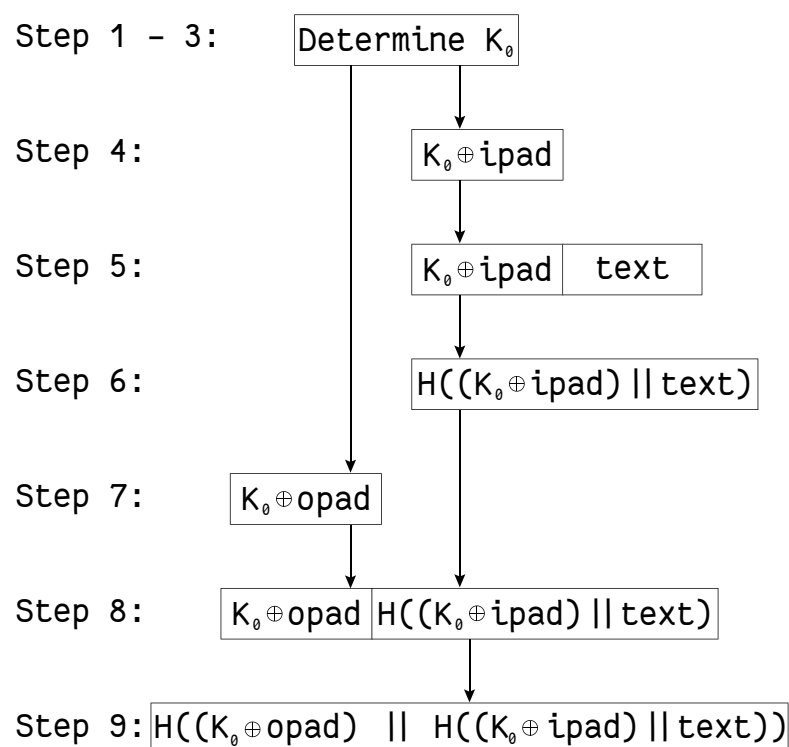 Step 1 – 3: Determine K₀
Step 4: K₀⊕ipad
Step 5: K₀⊕ipad text
Step 6: H((K₀⊕ipad)||text)
Step 7: K₀⊕opad
Step 8: K₀⊕opad H((K₀⊕ipad)||text)
Step 9: H((K₀⊕opad) || H((K₀⊕ipad)||text))